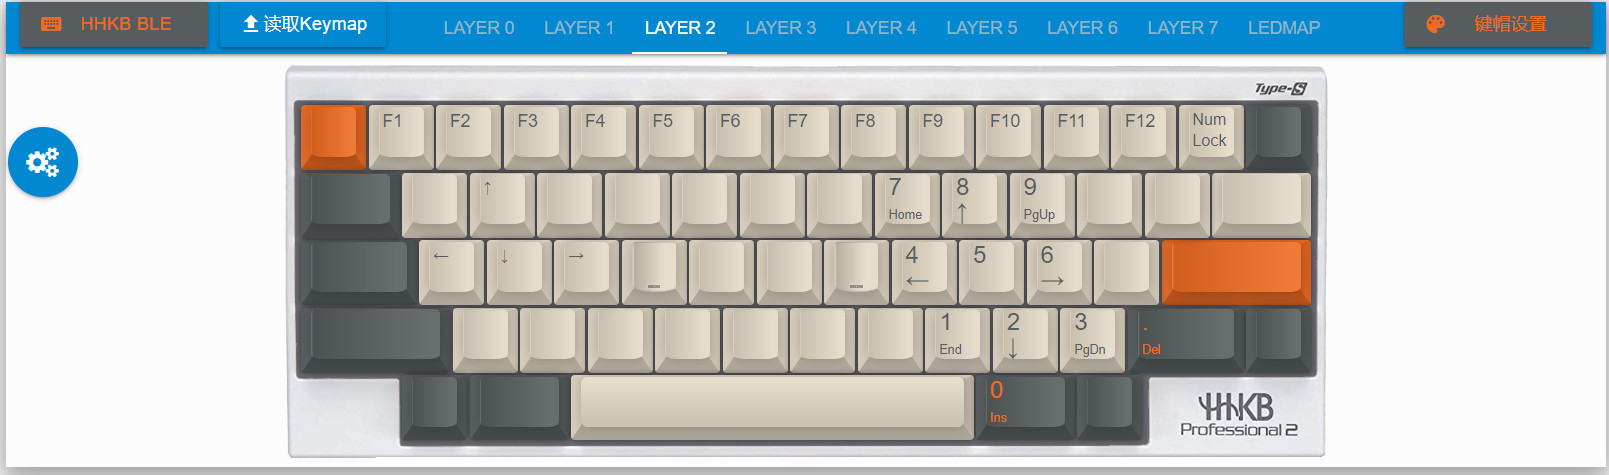 HHKB BLE 读取Keymap LAYER 0 LAYER 1 LAYER 2 LAYER 3 LAYER 4 LAYER 5 LAYER 6 LAYER 7 LEDMAP 键帽设置
Type-S
F1 F2 F3 F4 F5 F6 F7 F8 F9 F10 F11 F12 Num
Lock
↑ 7 8 9
Home ↑ PgUp
← ↓ → 4 5 6
← →
1 2 3 .
End ↓ PgDn Del
0
Ins
HHKB
Professional 2